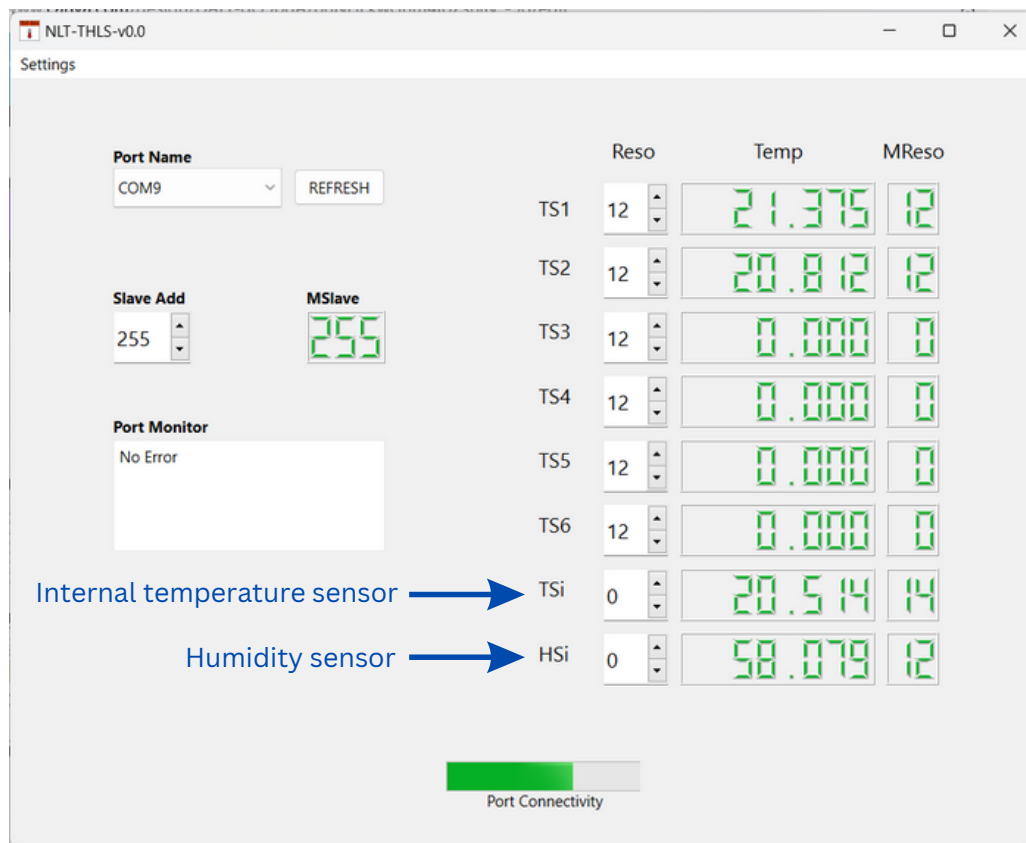 NLT-THLS-v0.0
Settings
Port Name
COM9
REFRESH
Slave Add
MSlave
255
255
Port Monitor
No Error
Reso Temp MReso
TS1 12 21.375 12
TS2 12 20.812 12
TS3 12 0.000 0
TS4 12 0.000 0
TS5 12 0.000 0
TS6 12 0.000 0
Internal temperature sensor TSi 0 20.514 14
Humidity sensor HSi 0 58.079 12
Port Connectivity